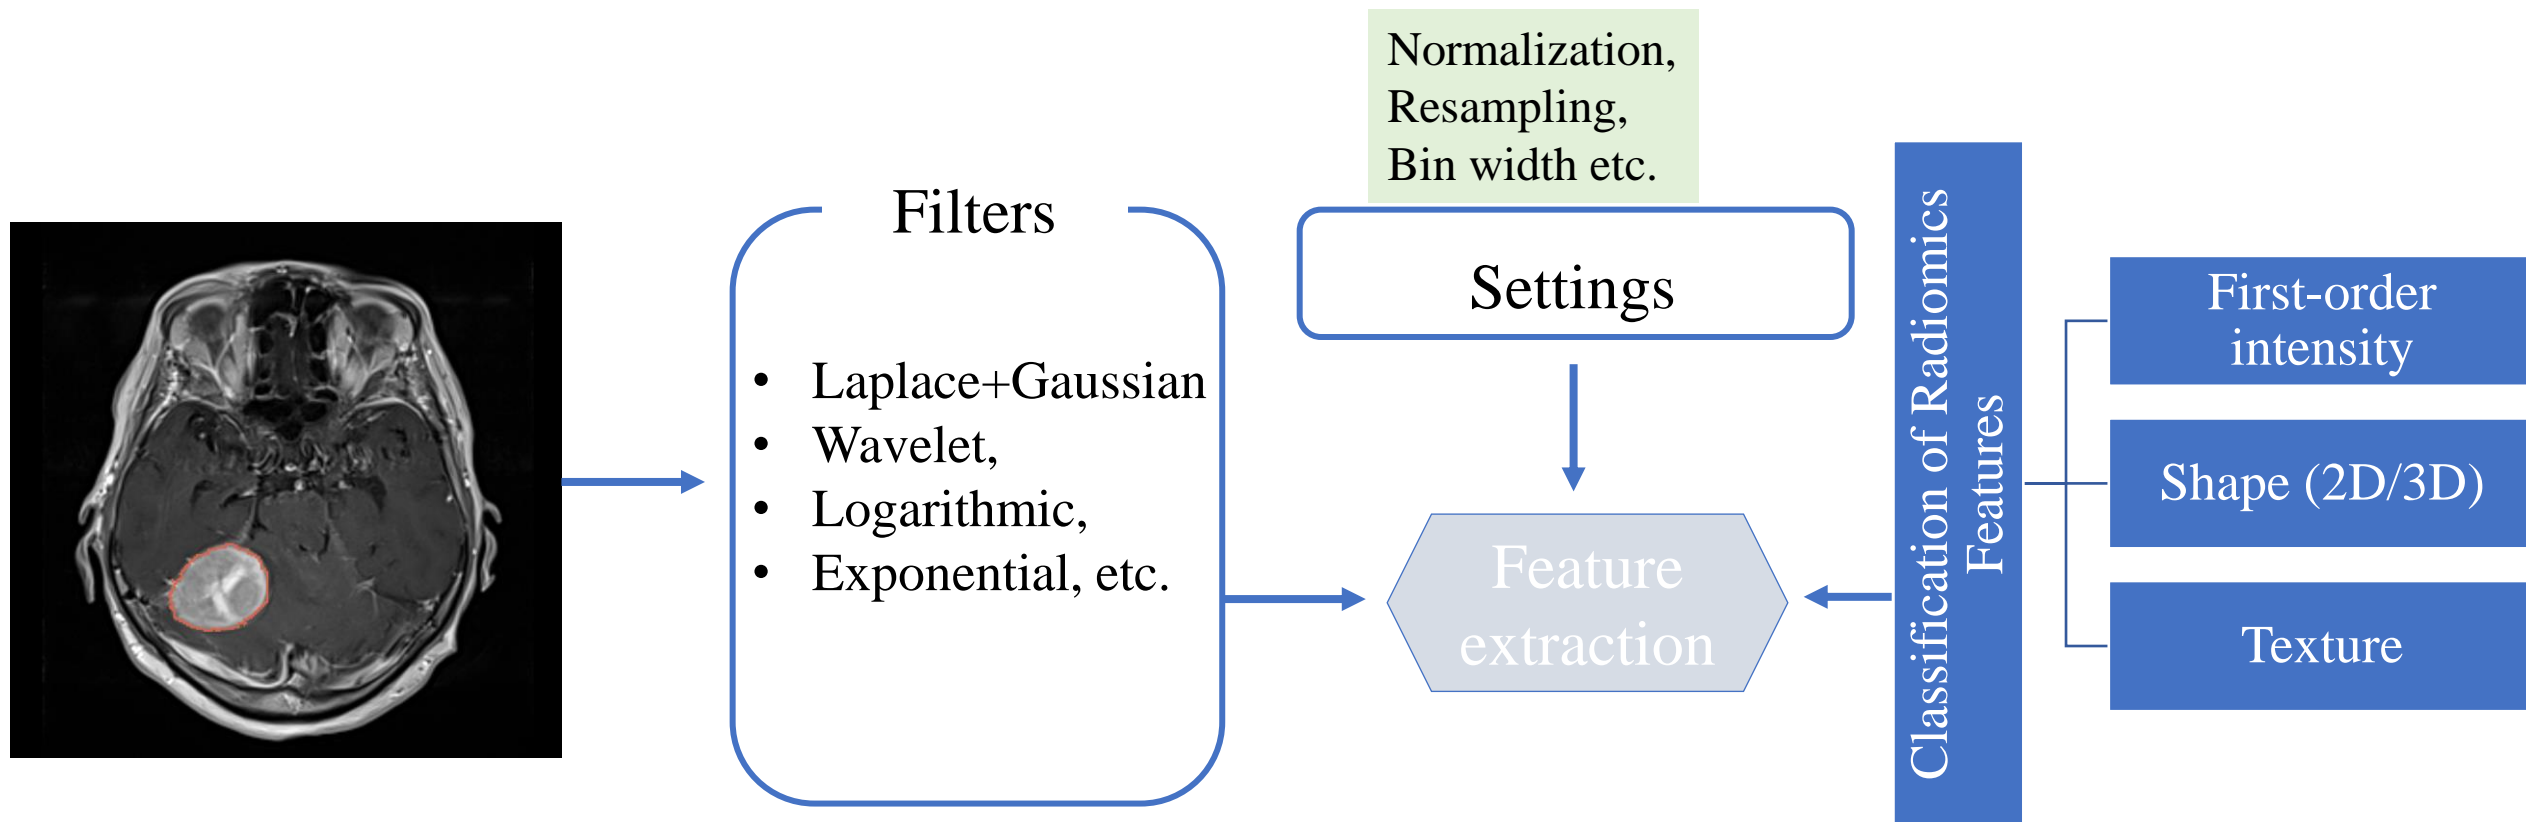 Filters
• Laplace+Gaussian
• Wavelet,
• Logarithmic,
• Exponential, etc.
Normalization,
Resampling,
Bin width etc.
Settings
Feature
extraction
Classification of Radiomics
Features
First-order
intensity
Shape (2D/3D)
Texture